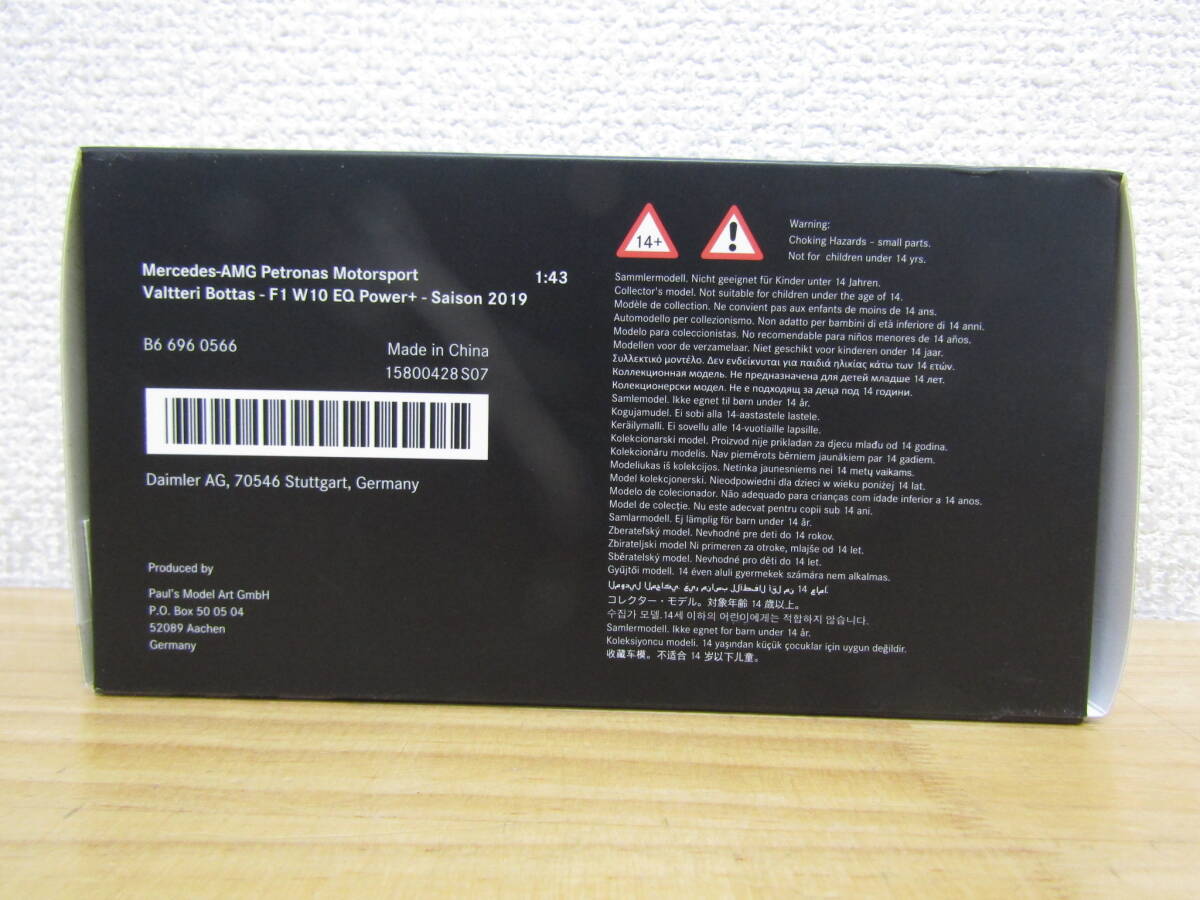 Mercedes-AMG Petronas Motorsport 1:43
Valtteri Bottas - F1 W10 EQ Power+ - Saison 2019
B6 696 0566
Made in China
15800428S07
Daimler AG, 70546 Stuttgart, Germany
Produced by
Paul's Model Art GmbH
P.O. Box 50 05 04
52089 Aachen
Germany
14+
!
Warning:
Choking Hazards - small parts.
Not for children under 14 yrs.
Sammlermodell. Nicht geeignet für Kinder unter 14 Jahren.
Collector's model. Not suitable for children under the age of 14.
Modèle de collection. Ne convient pas aux enfants de moins de 14 ans.
Automodello per collezionismo. Non adatto per bambini di età inferiore di 14 anni.
Modelo para coleccionistas. No recomendable para niños menores de 14 años.
Modellen voor de verzamelaar. Niet geschikt voor kinderen onder 14 jaar.
Συλλεκτικό μοντέλο. Δεν ενδείκνυται για παιδιά ηλικίας κάτω των 14 ετών.
Коллекционная модель. Не предназначена для детей младше 14 лет.
Колекционерски модел. Не е подходящ за деца под 14 години.
Samlemodel. Ikke egnet til børn under 14 år.
Kogujamudel. Ei sobi alla 14-aastastele lastele.
Keräilymalli. Ei sovellu alle 14-vuotiaille lapsille.
Kolekcionarski model. Proizvod nije prikladan za djecu mlađu od 14 godina.
Kolekcionāru modelis. Nav piemērots bērniem jaunākiem par 14 gadiem.
Modeliukas iš kolekcijos. Netinka jaunesniems nei 14 metų vaikams.
Model kolekcjonerski. Nieodpowiedni dla dzieci w wieku poniżej 14 lat.
Modelo de colecionador. Não adequado para crianças com idade inferior a 14 anos.
Model de colecție. Nu este adecvat pentru copii sub 14 ani.
Samlarmodell. Ej lämplig för barn under 14 år.
Zberateľský model. Nevhodné pre deti do 14 rokov.
Zbirateljski model Ni primeren za otroke, mlajše od 14 let.
Sběratelský model. Nevhodné pro děti do 14 let.
Gyűjtői modell. 14 éven aluli gyermekek számára nem alkalmas.
الموديل المحاكي. غير مناسب للأطفال أقل من 14 عاما.
コレクター・モデル。対象年齢 14 歳以上。
수집가 모델. 14세 이하의 어린이에게는 적합하지 않습니다.
Samlermodell. Ikke egnet for barn under 14 år.
Koleksiyoncu modeli. 14 yaşından küçük çocuklar için uygun değildir.
收藏车模。不适合 14 岁以下儿童。